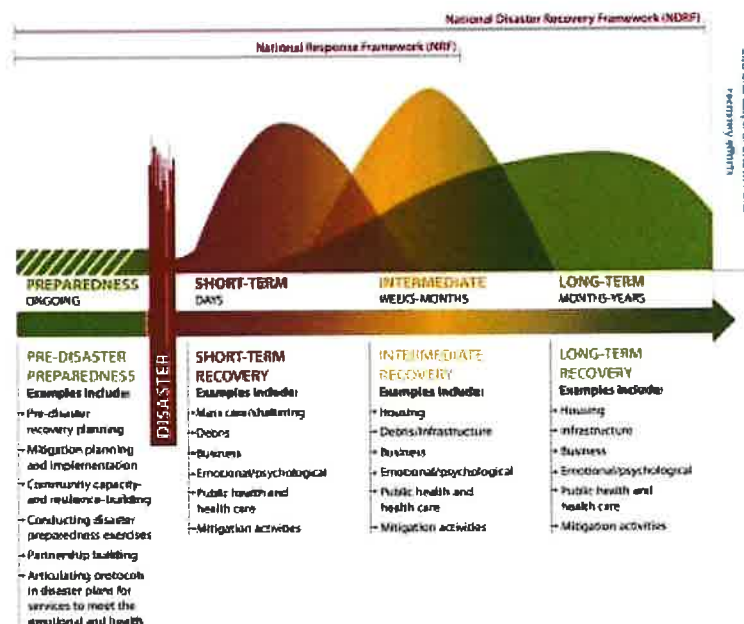 National Disaster Recovery Framework (NDRF)
National Response Framework (NRF)
recovery efforts
PREPAREDNESS
ONGOING
SHORT-TERM
DAYS
INTERMEDIATE
WEEKS-MONTHS
LONG-TERM
MONTHS-YEARS
DISASTER
PRE-DISASTER
PREPAREDNESS
Examples include:
Pre-disaster
recovery planning
Mitigation planning
and implementation
Community capacity-
and resilience-building
Conducting disaster
preparedness exercises
Partnership building
Articulating protocols
in disaster plans for
services to meet the
emotional and health
SHORT-TERM
RECOVERY
Examples include:
Mass care/sheltering
Debris
Business
Emotional/psychological
Public health and
health care
Mitigation activities
INTERMEDIATE
RECOVERY
Examples include:
Housing
Debris/Infrastructure
Business
Emotional/psychological
Public health and
health care
Mitigation activities
LONG-TERM
RECOVERY
Examples include:
Housing
Infrastructure
Business
Emotional/psychological
Public health and
health care
Mitigation activities